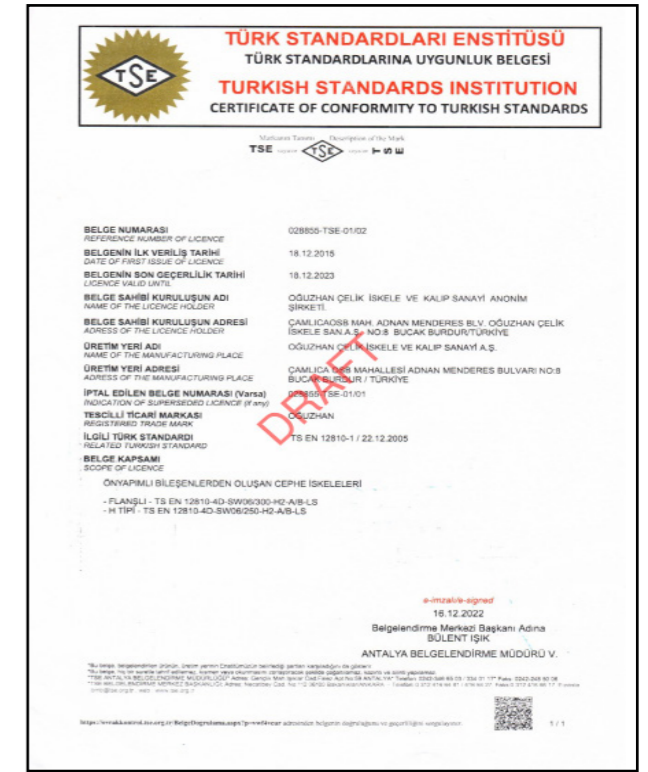 TÜRK STANDARDLARI ENSTİTÜSÜ
TÜRK STANDARDLARINA UYGUNLUK BELGESİ
TURKISH STANDARDS INSTITUTION
CERTIFICATE OF CONFORMITY TO TURKISH STANDARDS
TSE
Markanın Tanımı Description of the Mark
TSE TSE TSE
BELGE NUMARASI 028855-TSE-01/02
REFERENCE NUMBER OF LICENCE
BELGENİN İLK VERİLİŞ TARİHİ 18.12.2015
DATE OF FIRST ISSUE OF LICENCE
BELGENİN SON GEÇERLİLİK TARİHİ 18.12.2023
LICENCE VALID UNTIL
BELGE SAHİBİ KURULUŞUN ADI OĞUZHAN ÇELİK İSKELE VE KALIP SANAYİ ANONİM
NAME OF THE LICENCE HOLDER ŞİRKETİ.
BELGE SAHİBİ KURULUŞUN ADRESİ ÇAMLICAOSB MAH. ADNAN MENDERES BLV. OĞUZHAN ÇELİK
ADRESS OF THE LICENCE HOLDER İSKELE SAN.A.Ş. NO:8 BUCAK BURDUR/TÜRKİYE
ÜRETİM YERİ ADI OĞUZHAN ÇELİK İSKELE VE KALIP SANAYİ A.Ş.
NAME OF THE MANUFACTURING PLACE
ÜRETİM YERİ ADRESİ ÇAMLICA OSB MAHALLESİ ADNAN MENDERES BULVARI NO:8
ADRESS OF THE MANUFACTURING PLACE BUCAK BURDUR / TÜRKİYE
İPTAL EDİLEN BELGE NUMARASI (Varsa) 028855-TSE-01/01
INDICATION OF SUPERSEDED LICENCE (if any)
TESCİLLİ TİCARİ MARKASI OĞUZHAN
REGISTERED TRADE MARK
İLGİLİ TÜRK STANDARDI TS EN 12810-1 / 22.12.2005
RELATED TURKISH STANDARD
BELGE KAPSAMI
SCOPE OF LICENCE
DRAFT
ÖNYAPIMLI BİLEŞENLERDEN OLUŞAN CEPHE İSKELELERİ
- FLANŞLI - TS EN 12810-4D-SW06/300-H2-A/B-LS
- H TİPİ - TS EN 12810-4D-SW06/250-H2-A/B-LS
e-imzalı/e-signed
16.12.2022
Belgelendirme Merkezi Başkanı Adına
BÜLENT IŞIK
ANTALYA BELGELENDİRME MÜDÜRÜ V.
1 / 1